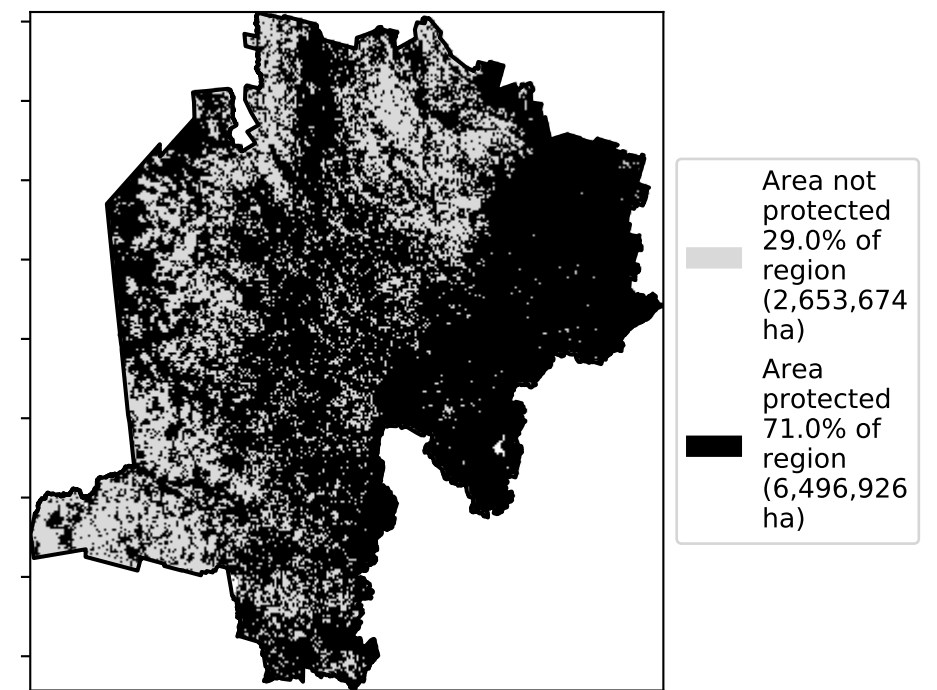 Area not
protected
29.0% of
region
(2,653,674
ha)
Area
protected
71.0% of
region
(6,496,926
ha)